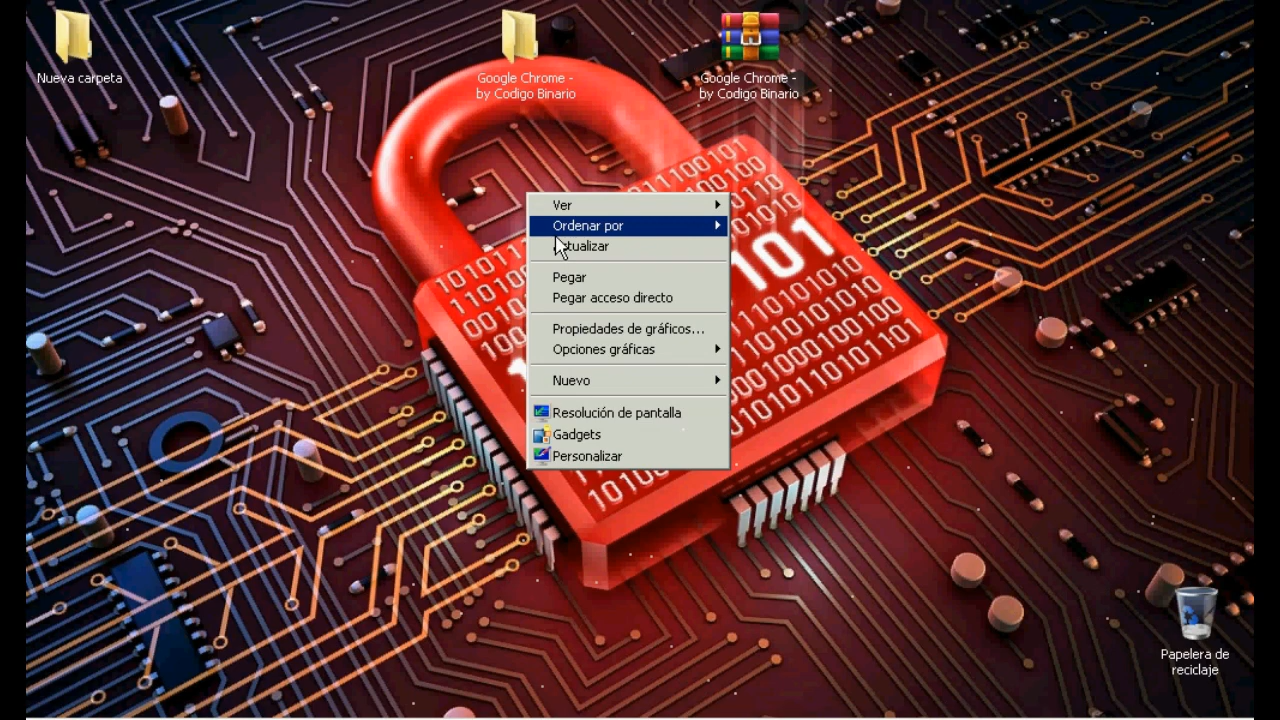 Nueva carpeta
Google Chrome -
by Codigo Binario
Google Chrome -
by Codigo Binario
Ver
Ordenar por
tualizar
Pegar
Pegar acceso directo
Propiedades de gráficos...
Opciones gráficas
Nuevo
Resolución de pantalla
Gadgets
Personalizar
Papelera de
reciclaje